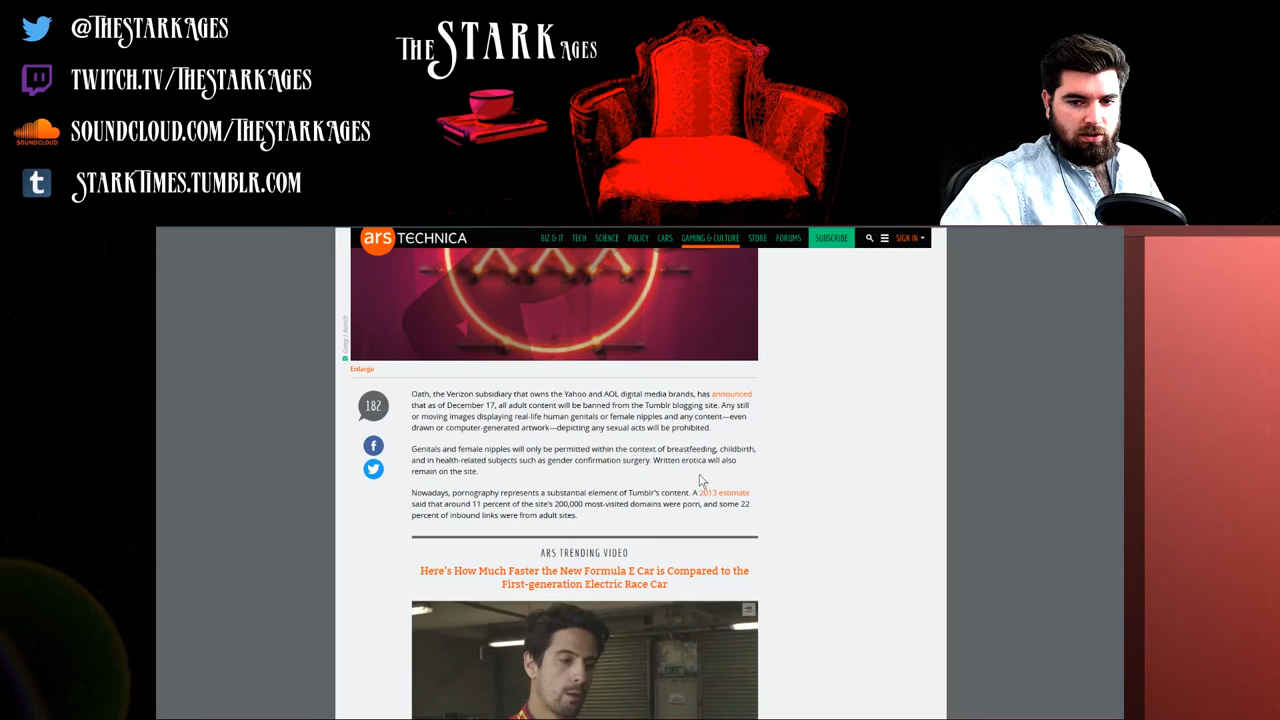 @THESTARKAGES
TWITCH.TV/THESTARKAGES
SOUNDCLOUD
SOUNDCLOUD.COM/THESTARKAGES
t
STARKTIMES.TUMBLR.COM
THE STARK AGES
ars TECHNICA
BIZ & IT TECH SCIENCE POLICY CARS GAMING & CULTURE STORE FORUMS SUBSCRIBE SIGN IN
XXX
Getty / Aurich
Enlarge
182
Oath, the Verizon subsidiary that owns the Yahoo and AOL digital media brands, has announced
that as of December 17, all adult content will be banned from the Tumblr blogging site. Any still
or moving images displaying real-life human genitals or female nipples and any content—even
drawn or computer-generated artwork—depicting any sexual acts will be prohibited.
Genitals and female nipples will only be permitted within the context of breastfeeding, childbirth,
and in health-related subjects such as gender confirmation surgery. Written erotica will also
remain on the site.
Nowadays, pornography represents a substantial element of Tumblr's content. A 2013 estimate
said that around 11 percent of the site's 200,000 most-visited domains were porn, and some 22
percent of inbound links were from adult sites.
ARS TRENDING VIDEO
Here's How Much Faster the New Formula E Car is Compared to the
First-generation Electric Race Car